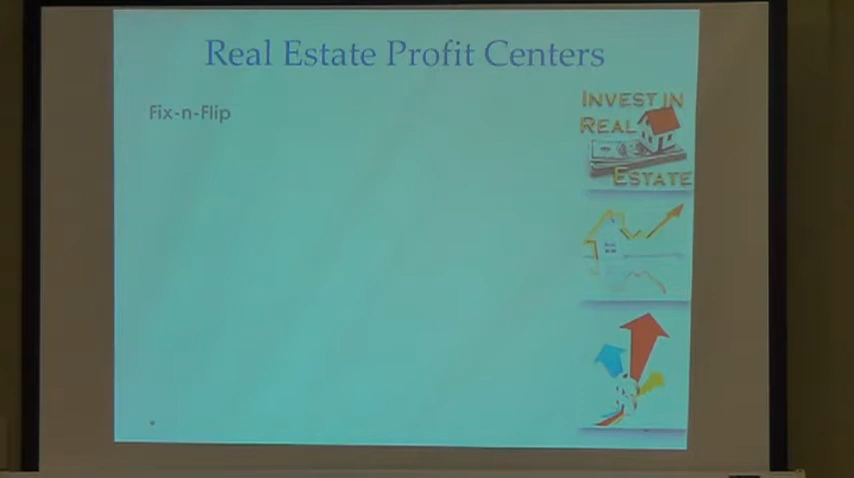 Real Estate Profit Centers
Fix-n-Flip
INVEST IN
REAL
ESTATE